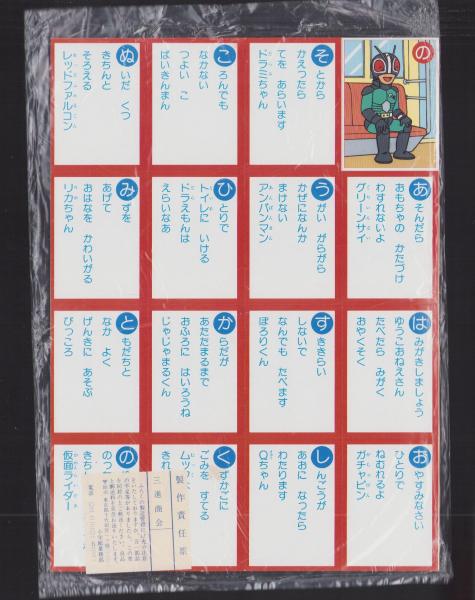 の
そとから
かえったら
てを あらいます
ドラミちゃん
ころんでも
なかない
つよい こ
ばいきんまん
ぬいだ くつ
きちんと
そろえる
レッドファルコン
あそんだら
おもちゃの かたづけ
わすれないよ
グリーンサイ
うがい がらがら
かぜになんか
まけない
アンパンマン
ひとりで
トイレに いける
ドラえもんは
えらいなあ
みずを
あげて
おはなを かわいがる
リカちゃん
はみがきしましょう
ゆうこおねえさん
たべたら みがく
おやくそく
すききらい
しないで
なんでも たべます
ぽろりくん
からだが
あたたまるまで
おふろに はいろうね
じゃじゃまるくん
ともだちと
なか よく
げんきに あそぶ
ぴっころ
おやすみなさい
ひとりで
ねむれるよ
ガチャピン
しんごうが
あおに なったら
わたります
Qちゃん
くずかごに
ごみを すてる
ムッ
きれ
の
のっ
きち
仮面ライダー
製作責任票
三進商会